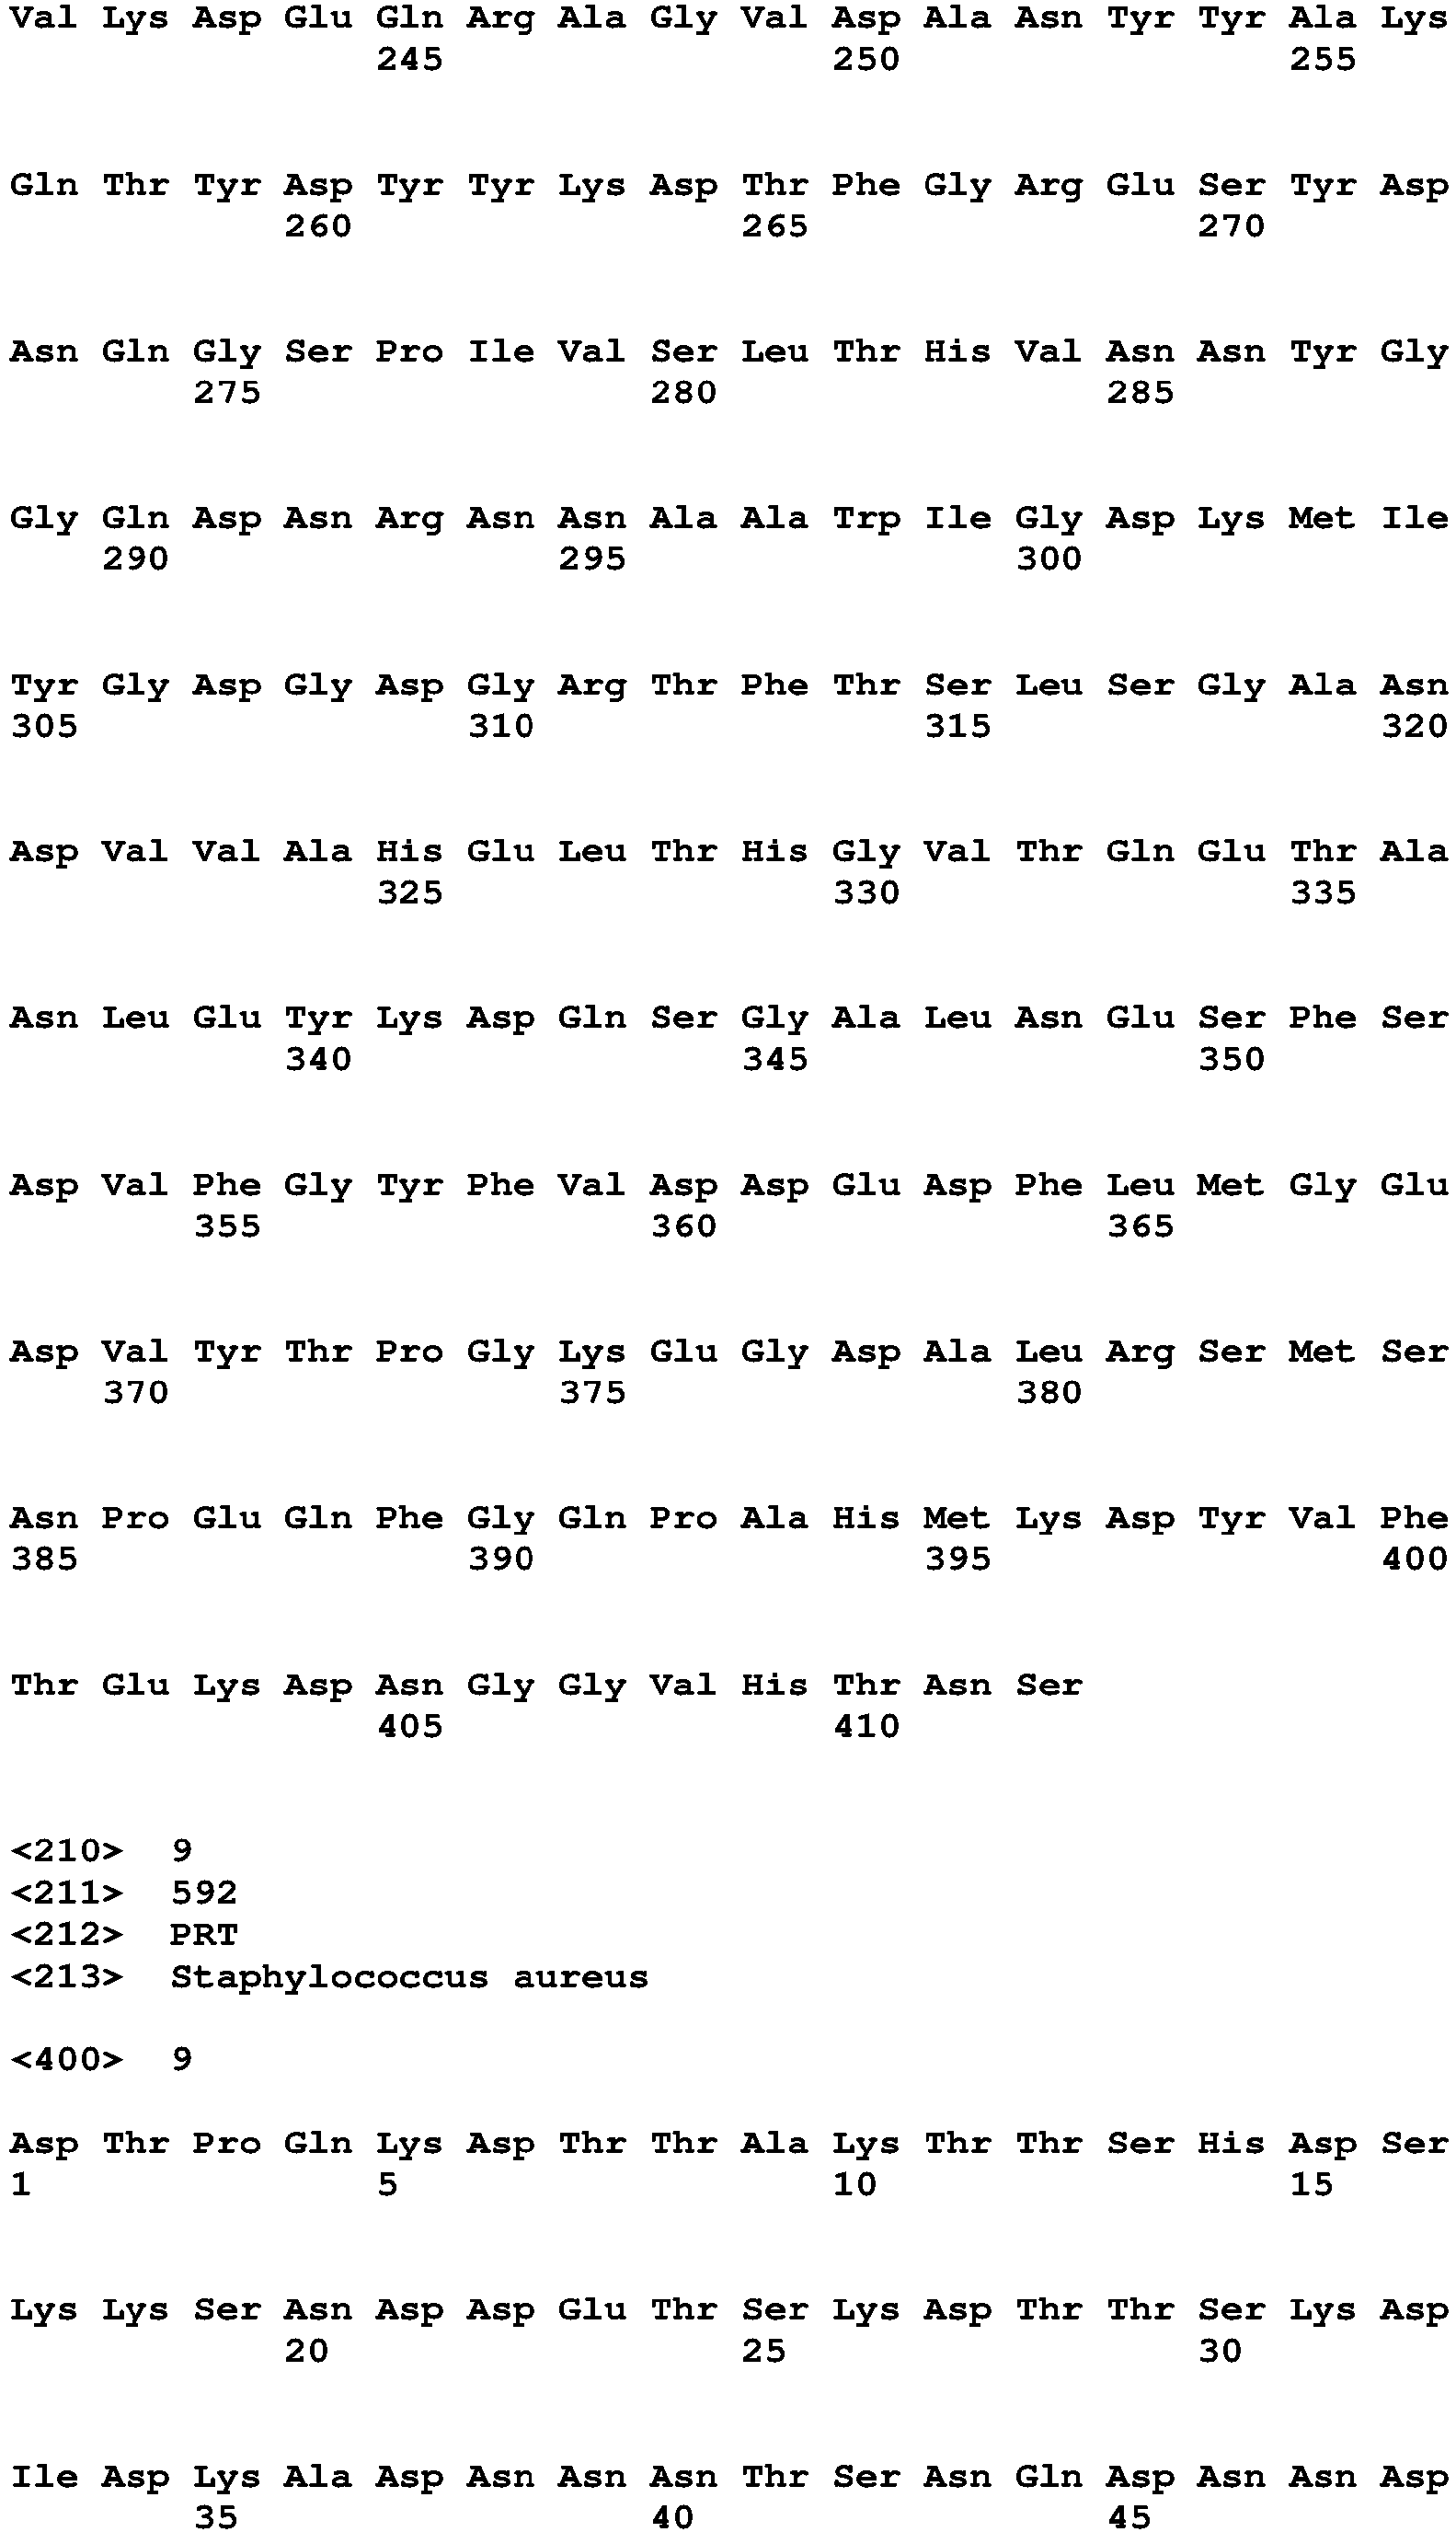 Val Lys Asp Glu Gln Arg Ala Gly Val Asp Ala Asn Tyr Tyr Ala Lys
245 250 255
Gln Thr Tyr Asp Tyr Tyr Lys Asp Thr Phe Gly Arg Glu Ser Tyr Asp
260 265 270
Asn Gln Gly Ser Pro Ile Val Ser Leu Thr His Val Asn Asn Tyr Gly
275 280 285
Gly Gln Asp Asn Arg Asn Asn Ala Ala Trp Ile Gly Asp Lys Met Ile
290 295 300
Tyr Gly Asp Gly Asp Gly Arg Thr Phe Thr Ser Leu Ser Gly Ala Asn
305 310 315 320
Asp Val Val Ala His Glu Leu Thr His Gly Val Thr Gln Glu Thr Ala
325 330 335
Asn Leu Glu Tyr Lys Asp Gln Ser Gly Ala Leu Asn Glu Ser Phe Ser
340 345 350
Asp Val Phe Gly Tyr Phe Val Asp Asp Glu Asp Phe Leu Met Gly Glu
355 360 365
Asp Val Tyr Thr Pro Gly Lys Glu Gly Asp Ala Leu Arg Ser Met Ser
370 375 380
Asn Pro Glu Gln Phe Gly Gln Pro Ala His Met Lys Asp Tyr Val Phe
385 390 395 400
Thr Glu Lys Asp Asn Gly Gly Val His Thr Asn Ser
405 410
<210> 9
<211> 592
<212> PRT
<213> Staphylococcus aureus
<400> 9
Asp Thr Pro Gln Lys Asp Thr Thr Ala Lys Thr Thr Ser His Asp Ser
1 5 10 15
Lys Lys Ser Asn Asp Asp Glu Thr Ser Lys Asp Thr Thr Ser Lys Asp
20 25 30
Ile Asp Lys Ala Asp Asn Asn Asn Thr Ser Asn Gln Asp Asn Asn Asp
35 40 45